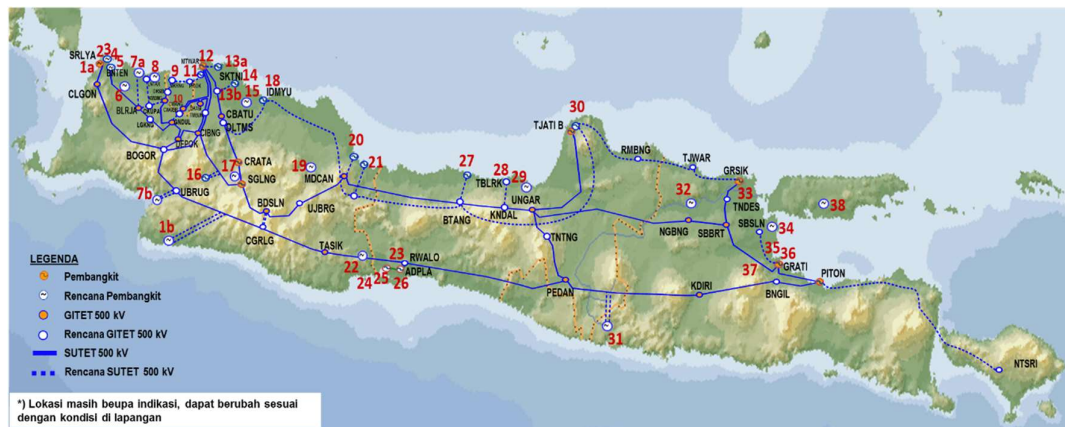 SRLYA
23
4
5
1a
BNTEN
7a
8
9
11
12
13a
SKTNI
14
13b
15
18
IDMYU
CLGON
6
BLRJA
10
CBATU
DLTMS
CIBNG
DEPOK
BOGOR
16
17
CRATA
SGLNG
19
MDCAN
20
21
7b
UBRUG
1b
BDSLN
UJBRG
CGRLG
TASIK
22
23
RWALO
24
25
26
ADPLA
27
BTANG
28
TBLRK
29
UNGAR
KNDAL
30
TJATI B
RMBNG
TJWAR
GRSIK
33
32
TNDES
SBSLN
NGBNG
SBBRT
34
38
35
36
GRATI
37
PITON
BNGIL
KDIRI
TNTNG
PEDAN
31
NTSRI
LEGENDA
Pembangkit
Rencana Pembangkit
GITET 500 kV
Rencana GITET 500 kV
SUTET 500 kV
Rencana SUTET 500 kV
*) Lokasi masih beupa indikasi, dapat berubah sesuai
dengan kondisi di lapangan